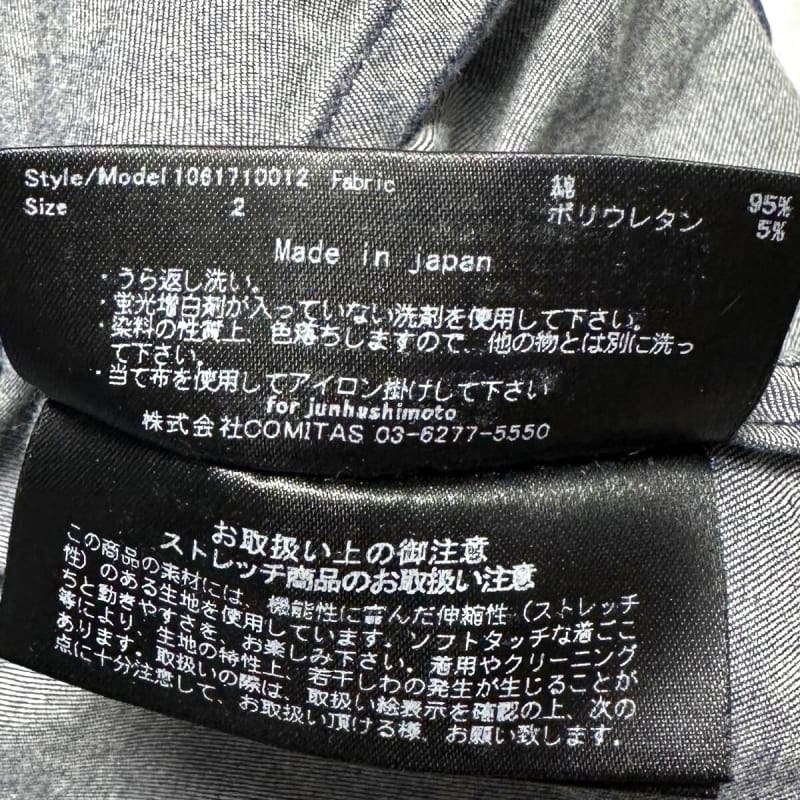 Style/Model 1061710012 Fabric 綿 95%
Size 2 ポリウレタン 5%
Made in japan
・うら返し洗い。
・蛍光増白剤が入っていない洗剤を使用して下さい。
・染料の性質上、色落ちしますので、他の物とは別に洗っ
て下さい。
・当て布を使用してアイロン掛けして下さい
for junhashimoto
株式会社COMITAS 03-6277-5550
お取扱い上の御注意
ストレッチ商品のお取扱い注意
この商品の素材には、機能性に富んだ伸縮性(ストレッチ
性)のある生地を使用しています。ソフトタッチな着ごこ
ちと動きやすさを、お楽しみ下さい。着用やクリーニング
等により、生地の特性上、若干しわの発生が生じることが
あります。取扱いの際は、取扱い絵表示を確認の上、次の
点に十分注意して、お取扱い頂ける様、お願い致します。